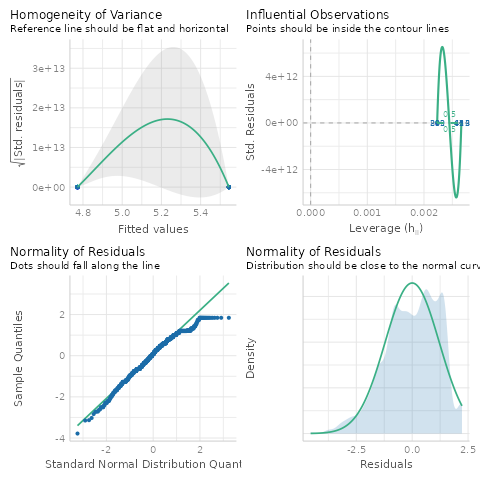 Homogeneity of Variance
Reference line should be flat and horizontal
√|Std. residuals|
3e+13
2e+13
1e+13
0e+00
4.8 5.0 5.2 5.4
Fitted values
Influential Observations
Points should be inside the contour lines
Std. Residuals
4e+12
0e+00
-4e+12
0.5
0.5
0.000 0.001 0.002
Leverage (hᵢᵢ)
Normality of Residuals
Dots should fall along the line
Sample Quantiles
2
0
-2
-4
-2 0 2
Standard Normal Distribution Quant
Normality of Residuals
Distribution should be close to the normal curv
Density
-2.5 0.0 2.5
Residuals